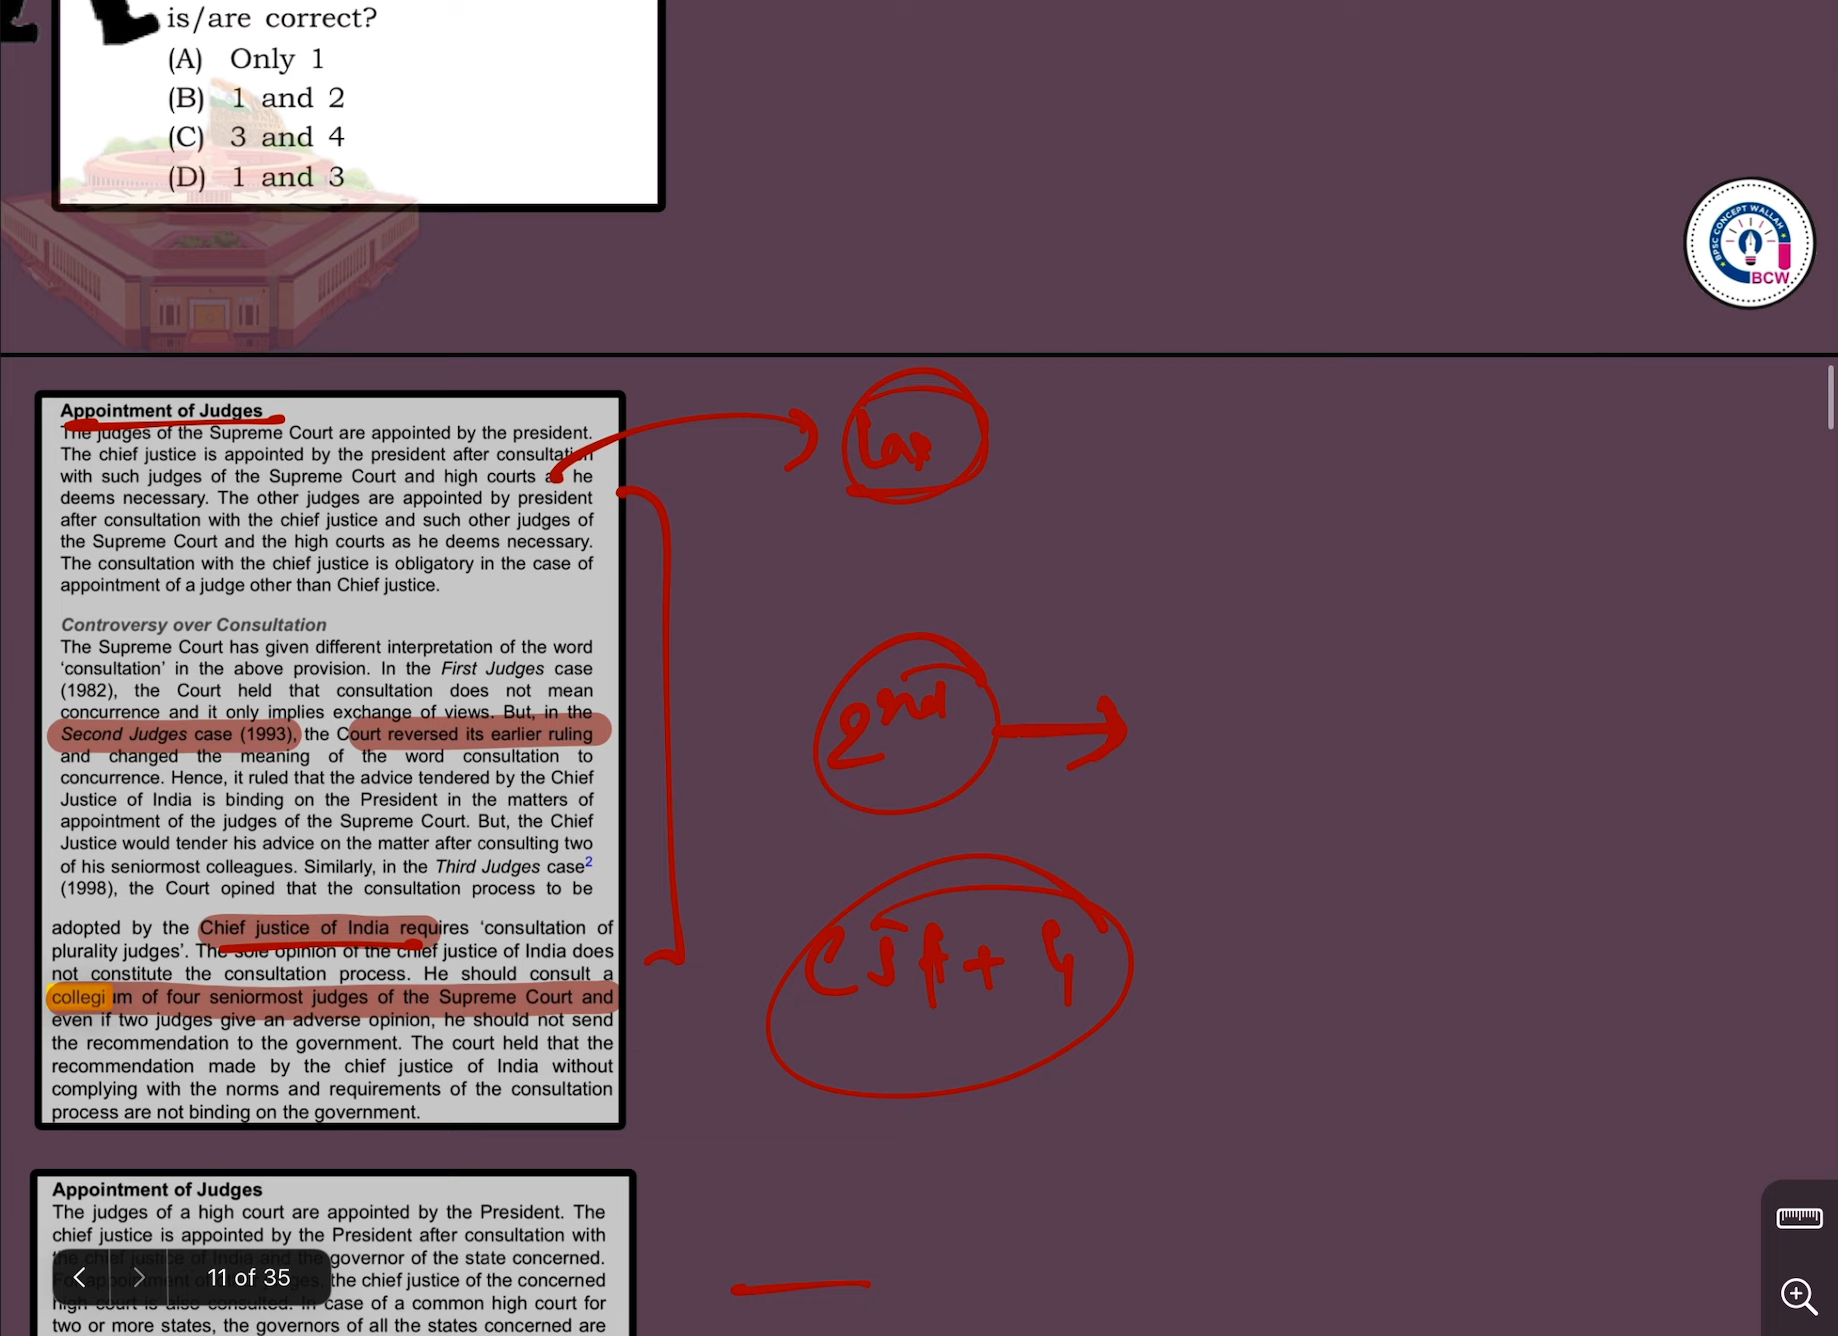 is/are correct?
(A) Only 1
(B) 1 and 2
(C) 3 and 4
(D) 1 and 3
BPSC CONCEPT WALLAH
BCW
Appointment of Judges
The judges of the Supreme Court are appointed by the president.
The chief justice is appointed by the president after consultation
with such judges of the Supreme Court and high courts as he
deems necessary. The other judges are appointed by president
after consultation with the chief justice and such other judges of
the Supreme Court and the high courts as he deems necessary.
The consultation with the chief justice is obligatory in the case of
appointment of a judge other than Chief justice.
Controversy over Consultation
The Supreme Court has given different interpretation of the word
‘consultation’ in the above provision. In the First Judges case
(1982), the Court held that consultation does not mean
concurrence and it only implies exchange of views. But, in the
Second Judges case (1993), the Court reversed its earlier ruling
and changed the meaning of the word consultation to
concurrence. Hence, it ruled that the advice tendered by the Chief
Justice of India is binding on the President in the matters of
appointment of the judges of the Supreme Court. But, the Chief
Justice would tender his advice on the matter after consulting two
of his seniormost colleagues. Similarly, in the Third Judges case2
(1998), the Court opined that the consultation process to be
adopted by the Chief justice of India requires ‘consultation of
plurality judges’. The sole opinion of the chief justice of India does
not constitute the consultation process. He should consult a
collegium of four seniormost judges of the Supreme Court and
even if two judges give an adverse opinion, he should not send
the recommendation to the government. The court held that the
recommendation made by the chief justice of India without
complying with the norms and requirements of the consultation
process are not binding on the government.
2nd
CJI + 4
Appointment of Judges
The judges of a high court are appointed by the President. The
chief justice is appointed by the President after consultation with
the chief justice of India and the governor of the state concerned.
For appointment of other judges, the chief justice of the concerned
high court is also consulted. In case of a common high court for
two or more states, the governors of all the states concerned are
11 of 35